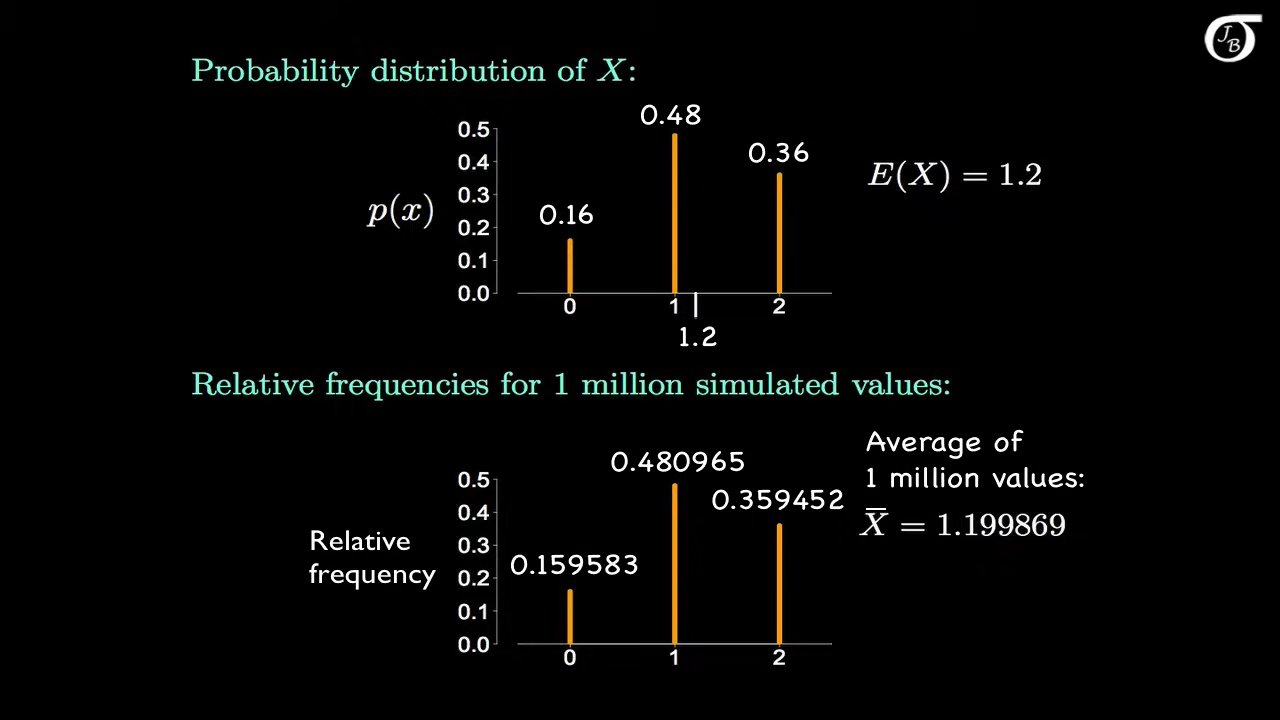 JB
Probability distribution of X:
0.48
0.5
0.36
0.4
E(X) = 1.2
0.3
p(x)
0.16
0.2
0.1
0.0
0 1 2
1.2
Relative frequencies for 1 million simulated values:
Average of
1 million values:
X̅ = 1.199869
0.480965
0.5
0.359452
0.4
Relative
frequency
0.3
0.159583
0.2
0.1
0.0
0 1 2